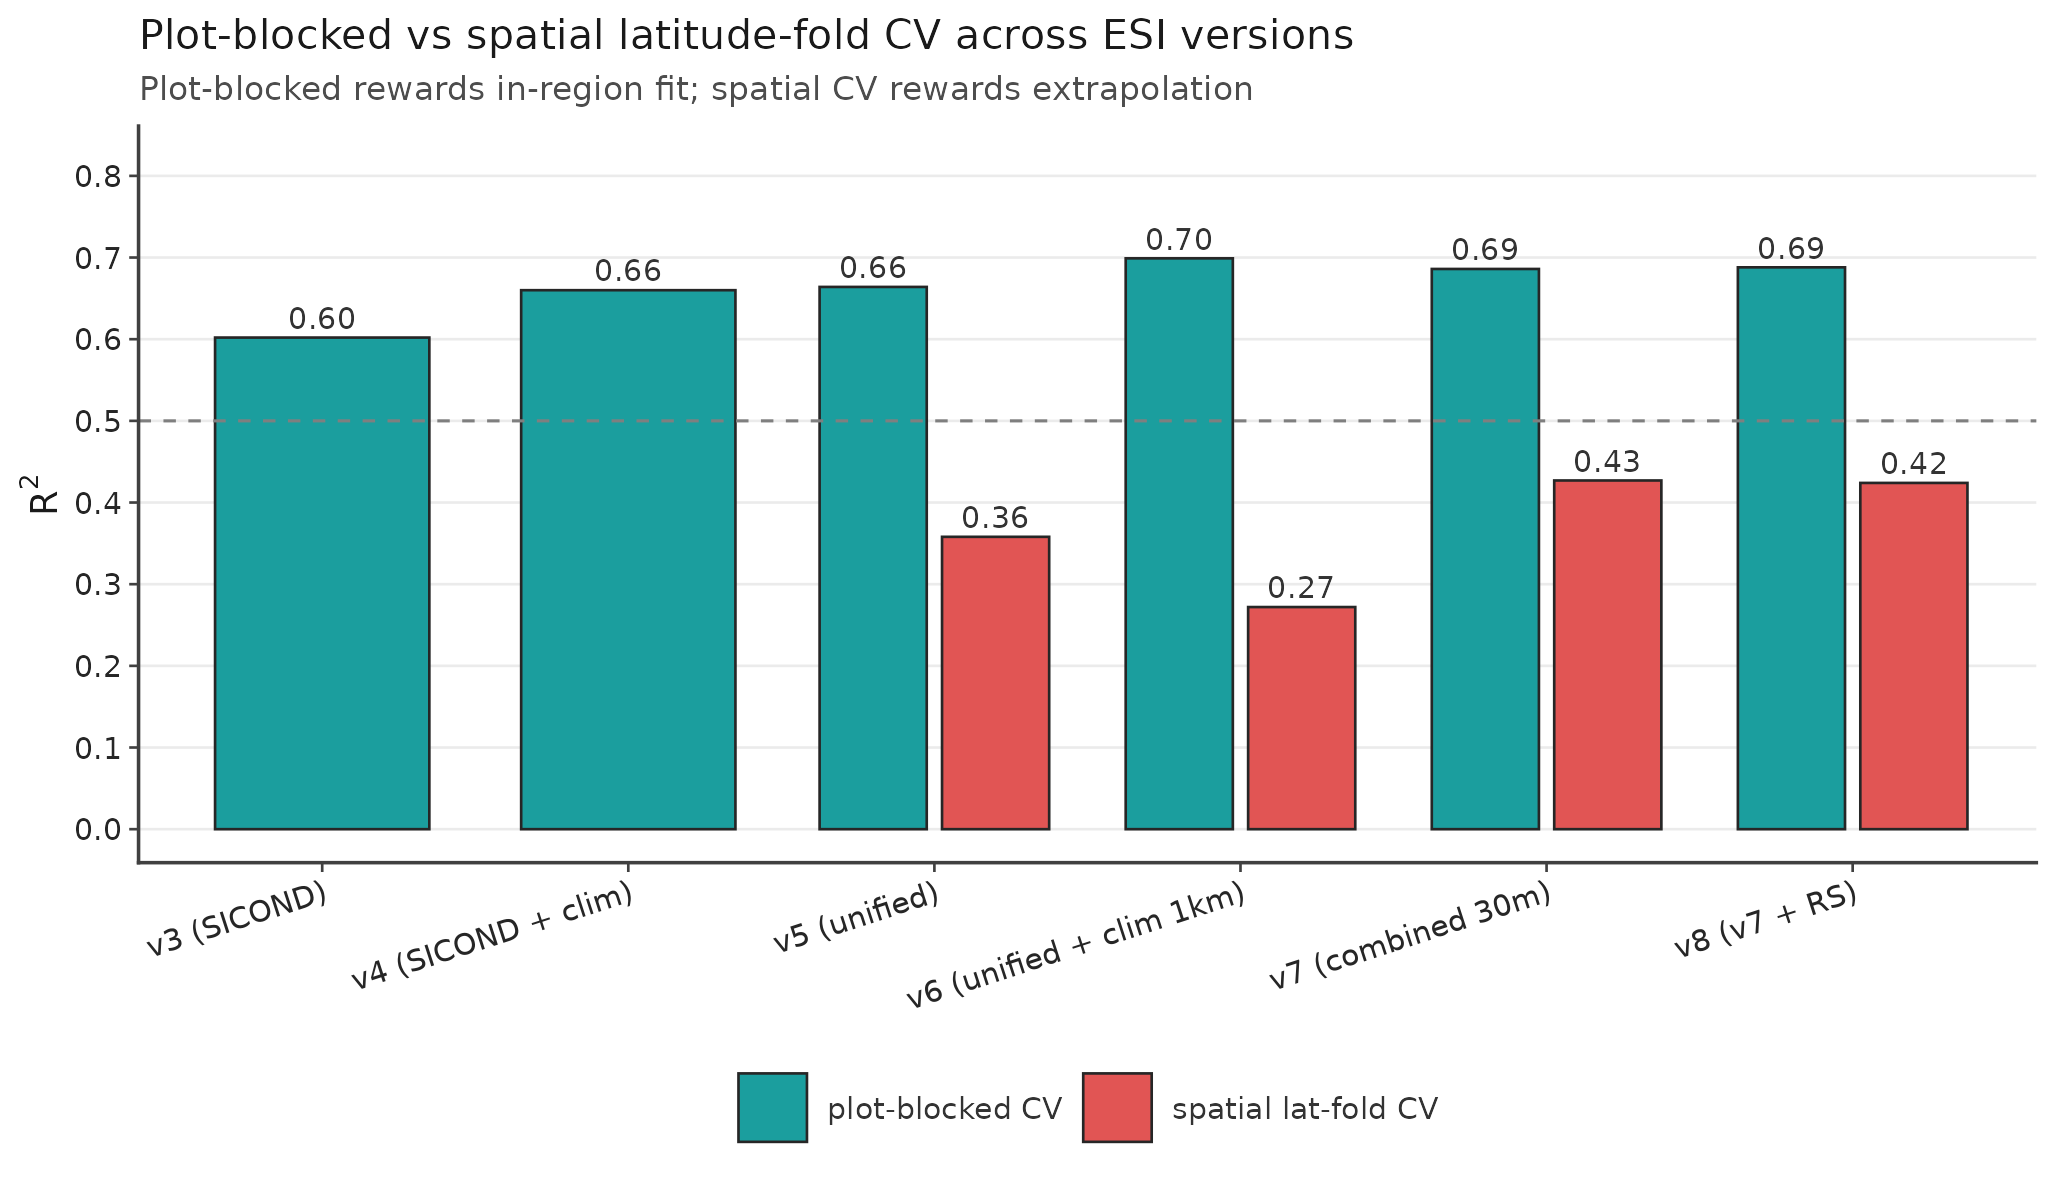 Plot-blocked vs spatial latitude-fold CV across ESI versions
Plot-blocked rewards in-region fit; spatial CV rewards extrapolation
R²
0.8
0.7
0.6
0.5
0.4
0.3
0.2
0.1
0.0
0.60
0.66
0.66
0.36
0.70
0.27
0.69
0.43
0.69
0.42
v3 (SICOND)
v4 (SICOND + clim)
v5 (unified)
v6 (unified + clim 1km)
v7 (combined 30m)
v8 (v7 + RS)
plot-blocked CV
spatial lat-fold CV